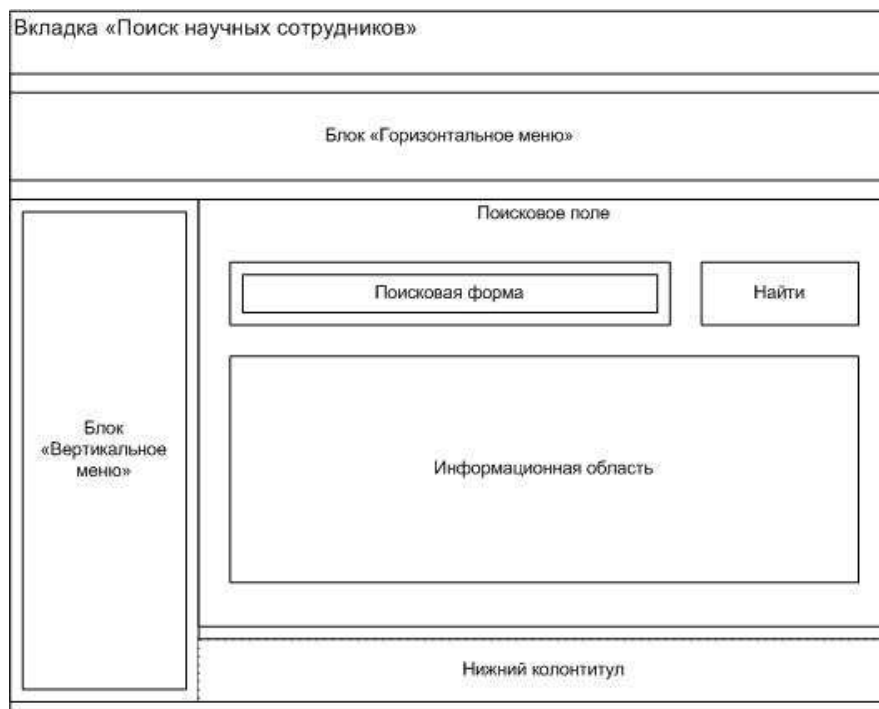 Вкладка «Поиск научных сотрудников»
Блок «Горизонтальное меню»
Поисковое поле
Поисковая форма
Найти
Блок
«Вертикальное
меню»
Информационная область
Нижний колонтитул